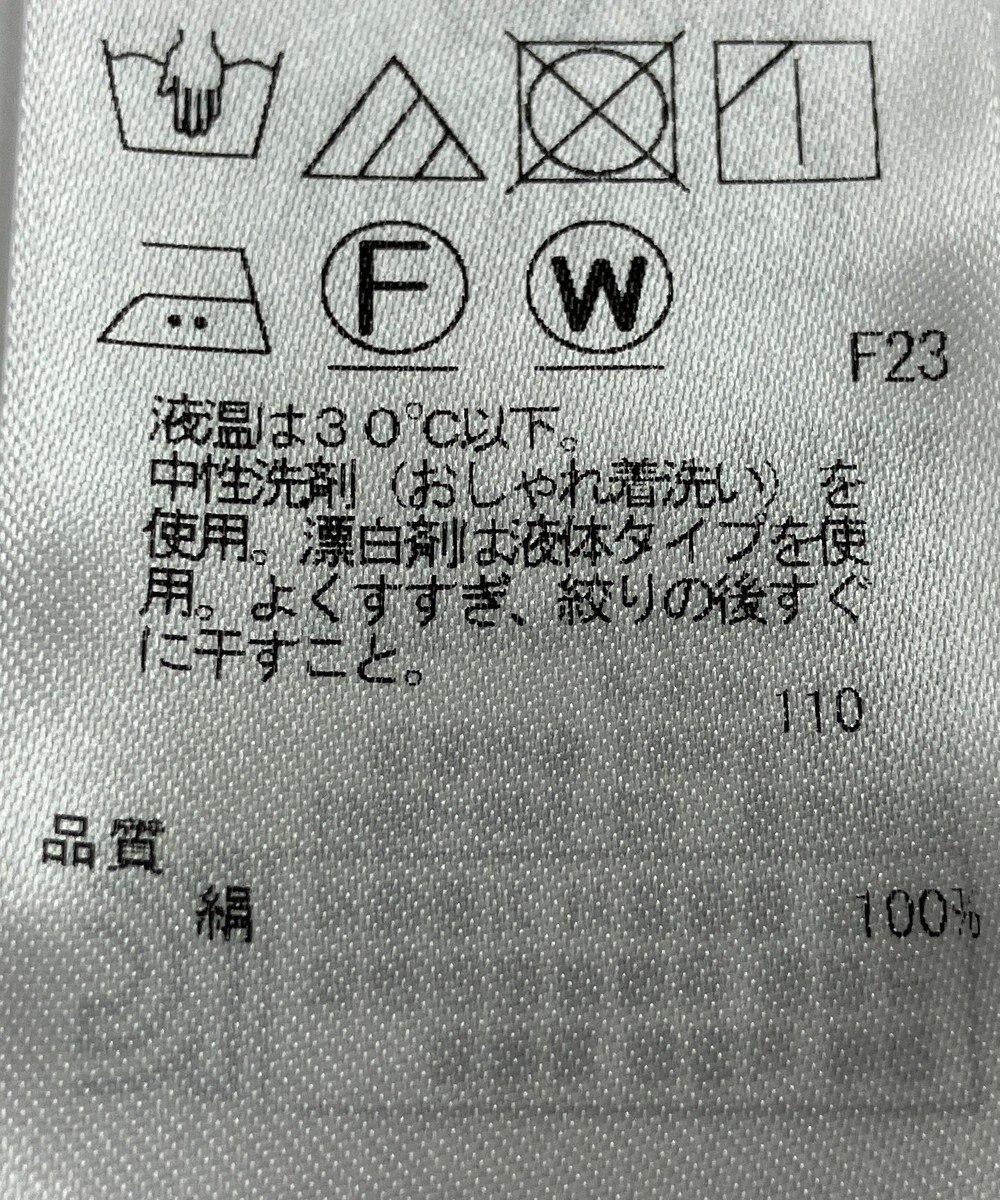 F W
F23
液温は30℃以下。
中性洗剤（おしゃれ着洗い）を
使用。漂白剤は液体タイプを使
用。よくすすぎ、絞りの後すぐ
に干すこと。
110
品質
絹 100%